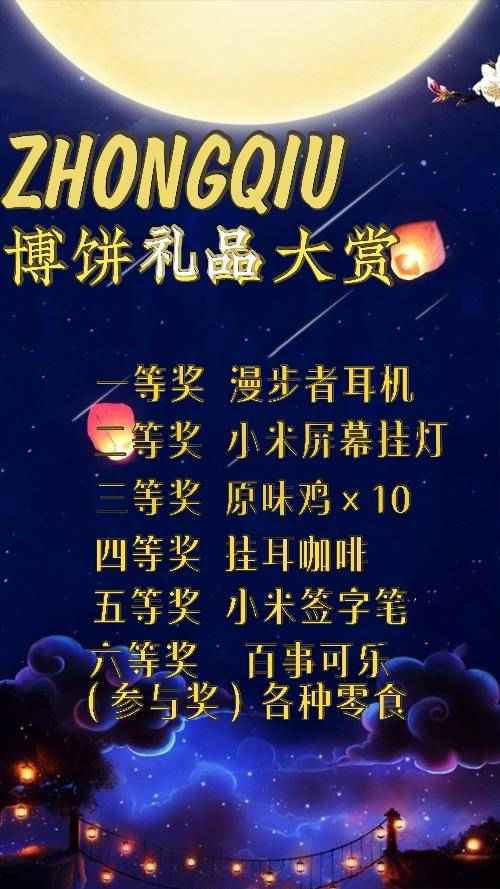 ZHONGQIU
博饼礼品大赏
一等奖 漫步者耳机
二等奖 小米屏幕挂灯
三等奖 原味鸡×10
四等奖 挂耳咖啡
五等奖 小米签字笔
六等奖 百事可乐
(参与奖)各种零食